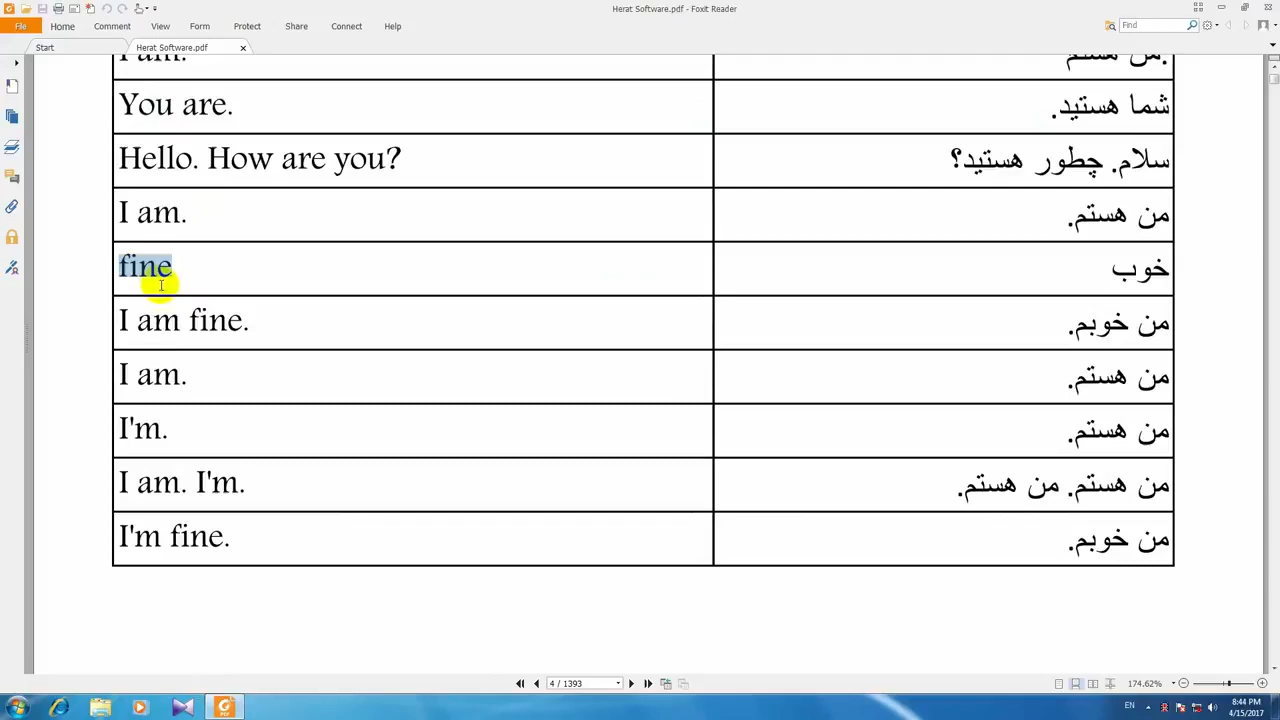 Herat Software.pdf - Foxit Reader
File Home Comment View Form Protect Share Connect Help
Find
Start Herat Software.pdf
I am. من هستم.
You are. شما هستید.
Hello. How are you? سلام. چطور هستید؟
I am. من هستم.
fine خوب
I am fine. من خوبم.
I am. من هستم.
I'm. من هستم.
I am. I'm. من هستم. من هستم.
I'm fine. من خوبم.
4 / 1393
174.62%
EN
8:44 PM
4/15/2017